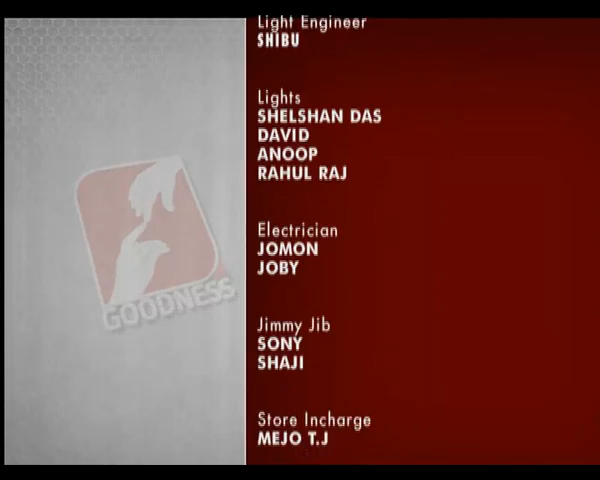 Light Engineer
SHIBU
Lights
SHELSHAN DAS
DAVID
ANOOP
RAHUL RAJ
Electrician
JOMON
JOBY
Jimmy Jib
SONY
SHAJI
Store Incharge
MEJO T.J
GOODNESS